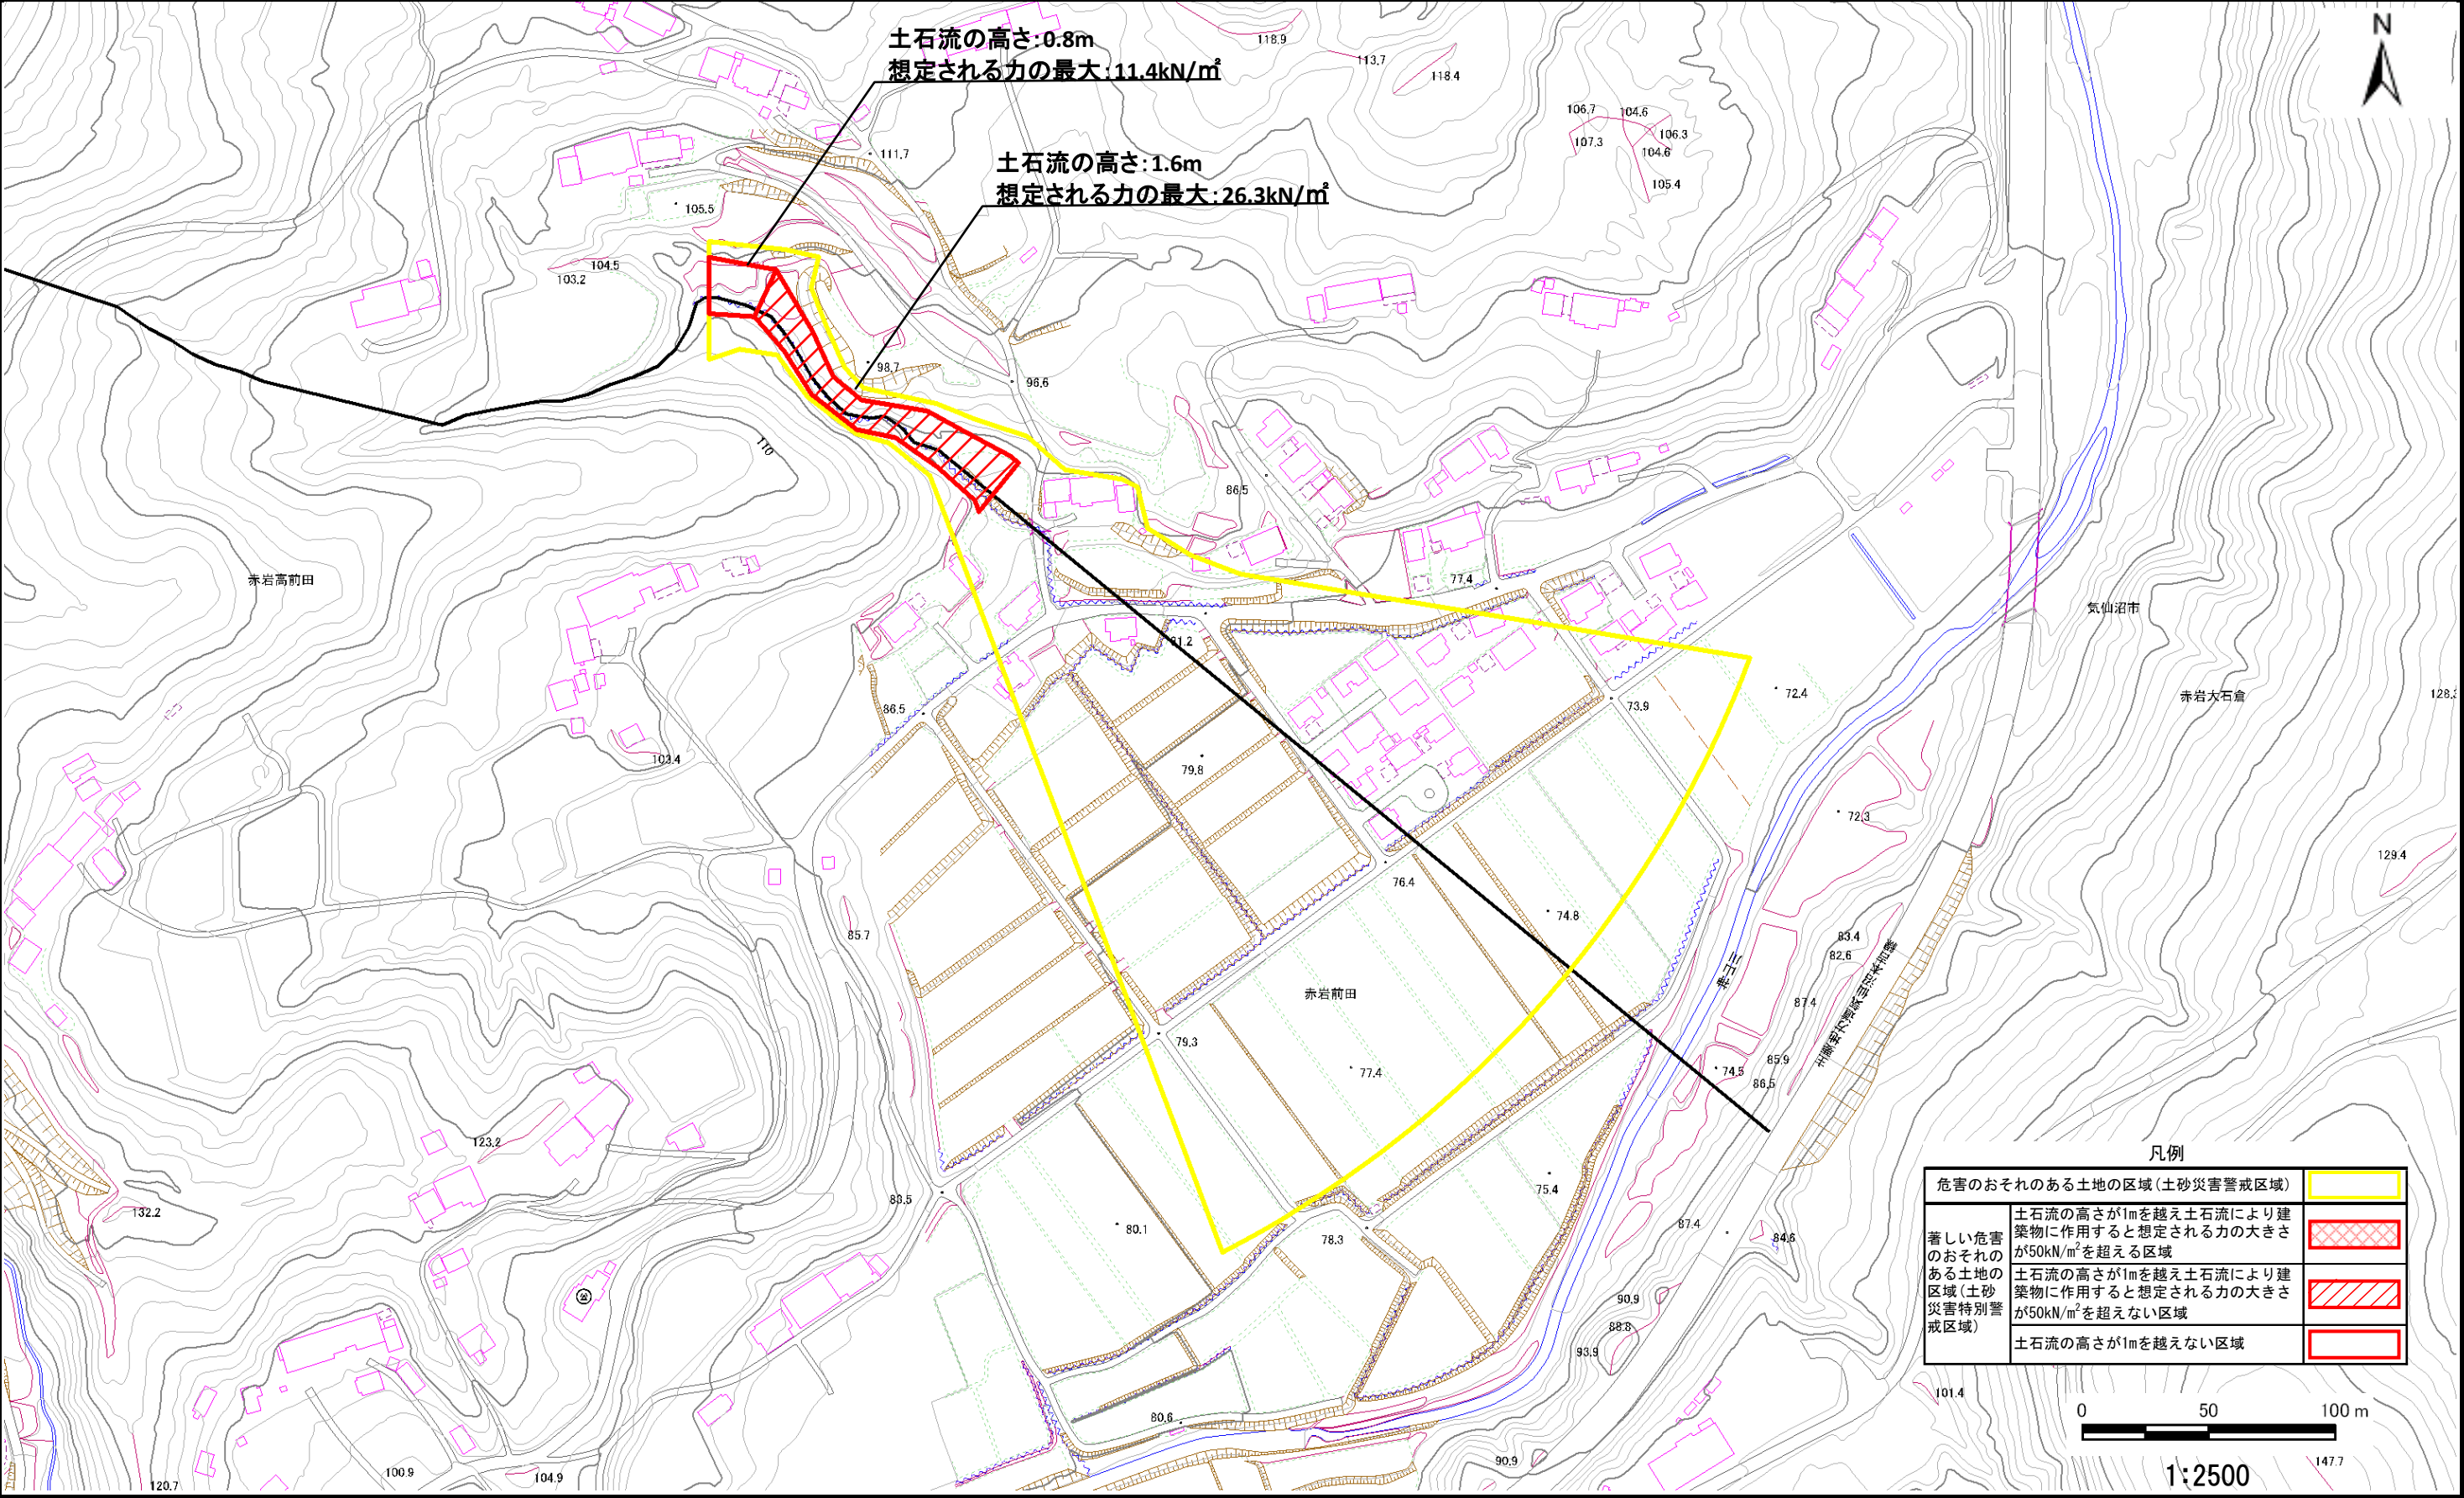 土石流の高さ:0.8m
想定される力の最大:11.4kN/㎡
土石流の高さ:1.6m
想定される力の最大:26.3kN/㎡
N
118.9
113.7
118.4
106.7
104.6
106.3
107.3
104.6
105.4
111.7
105.5
104.5
103.2
98.7
96.6
110
86.5
赤岩高前田
77.4
気仙沼市
81.2
赤岩大石倉
128.
72.4
73.9
86.5
103.4
79.8
72.3
129.4
76.4
74.8
85.7
83.4
82.6
赤岩前田
87.4
79.3
85.9
77.4
74.5
86.5
123.2
75.4
83.5
132.2
80.1
78.3
87.4
84.6
90.9
88.8
93.9
101.4
80.6
100.9
104.9
120.7
90.9
147.7
凡例
危害のおそれのある土地の区域(土砂災害警戒区域)
著しい危害
のおそれの
ある土地の
区域(土砂
災害特別警
戒区域)
土石流の高さが1mを越え土石流により建
築物に作用すると想定される力の大きさ
が50kN/㎡を超える区域
土石流の高さが1mを越え土石流により建
築物に作用すると想定される力の大きさ
が50kN/㎡を超えない区域
土石流の高さが1mを越えない区域
0 50 100 m
1:2500